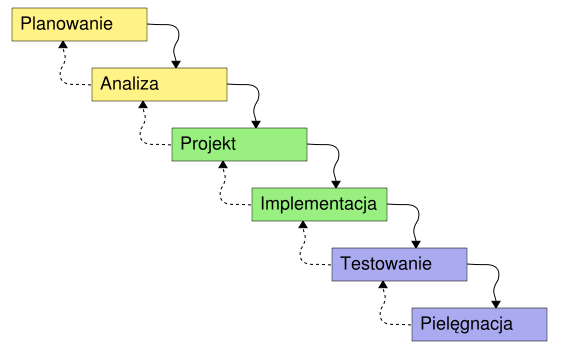 Planowanie
Analiza
Projekt
Implementacja
Testowanie
Pielęgnacja